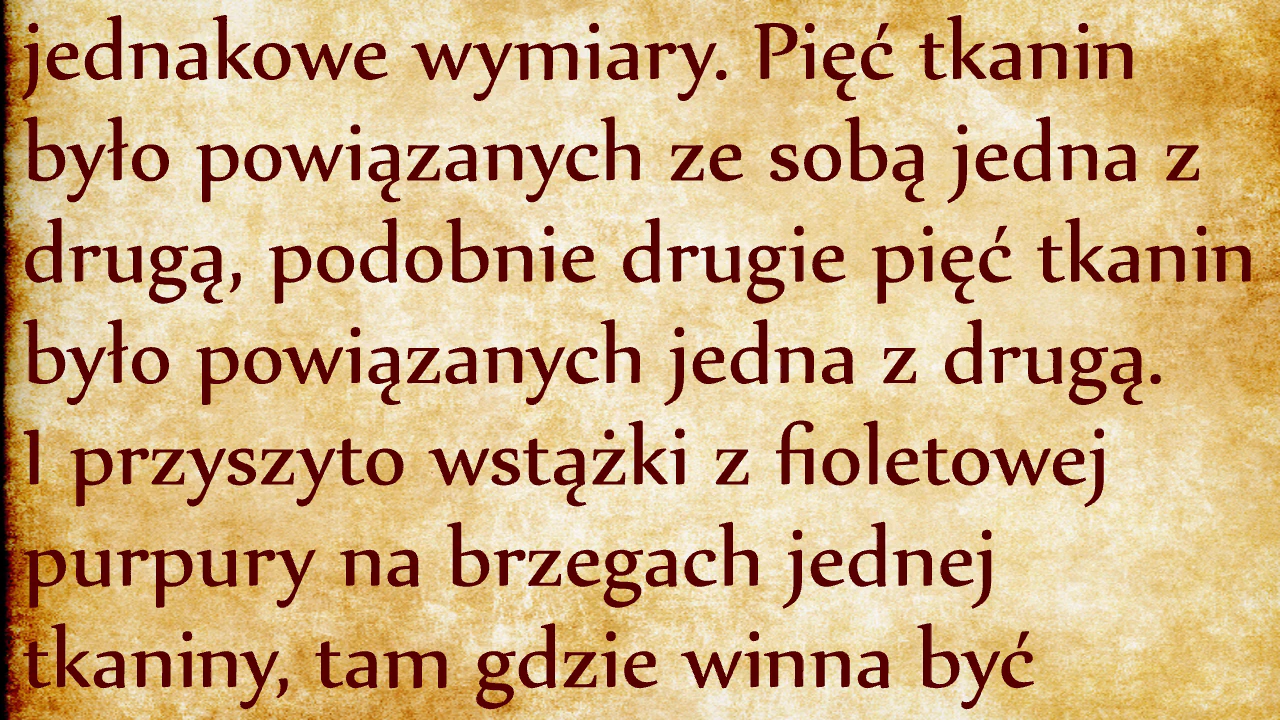 jednakowe wymiary. Pięć tkanin
było powiązanych ze sobą jedna z
drugą, podobnie drugie pięć tkanin
było powiązanych jedna z drugą.
I przyszyto wstążki z fioletowej
purpury na brzegach jednej
tkaniny, tam gdzie winna być